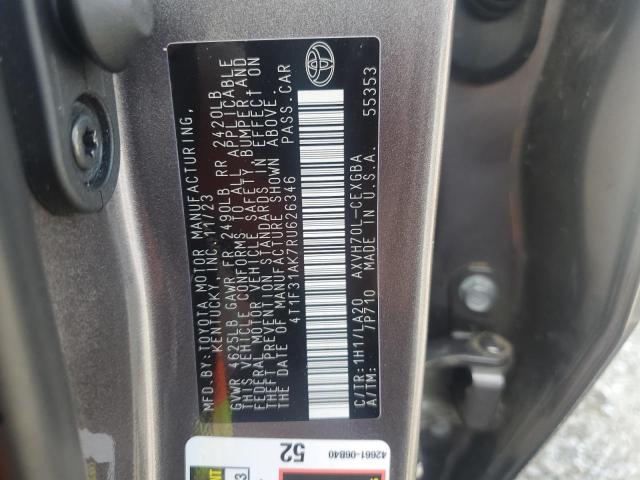 MFD.BY: TOYOTA MOTOR MANUFACTURING,
KENTUCKY INC. 11/23
GVWR 4625LB GAWR FR 2490LB RR 2420LB
THIS VEHICLE CONFORMS TO ALL APPLICABLE
FEDERAL MOTOR VEHICLE SAFETY, BUMPER, AND
THEFT PREVENTION STANDARDS IN EFFECT ON
THE DATE OF MANUFACTURE SHOWN ABOVE.
4T1F31AK7RU626346 PASS.CAR
C/TR: 1H1/LA20 AXVH70L-CEXGBA
A/TM: 7P710 MADE IN U.S.A. 55353
52
42661-06B40